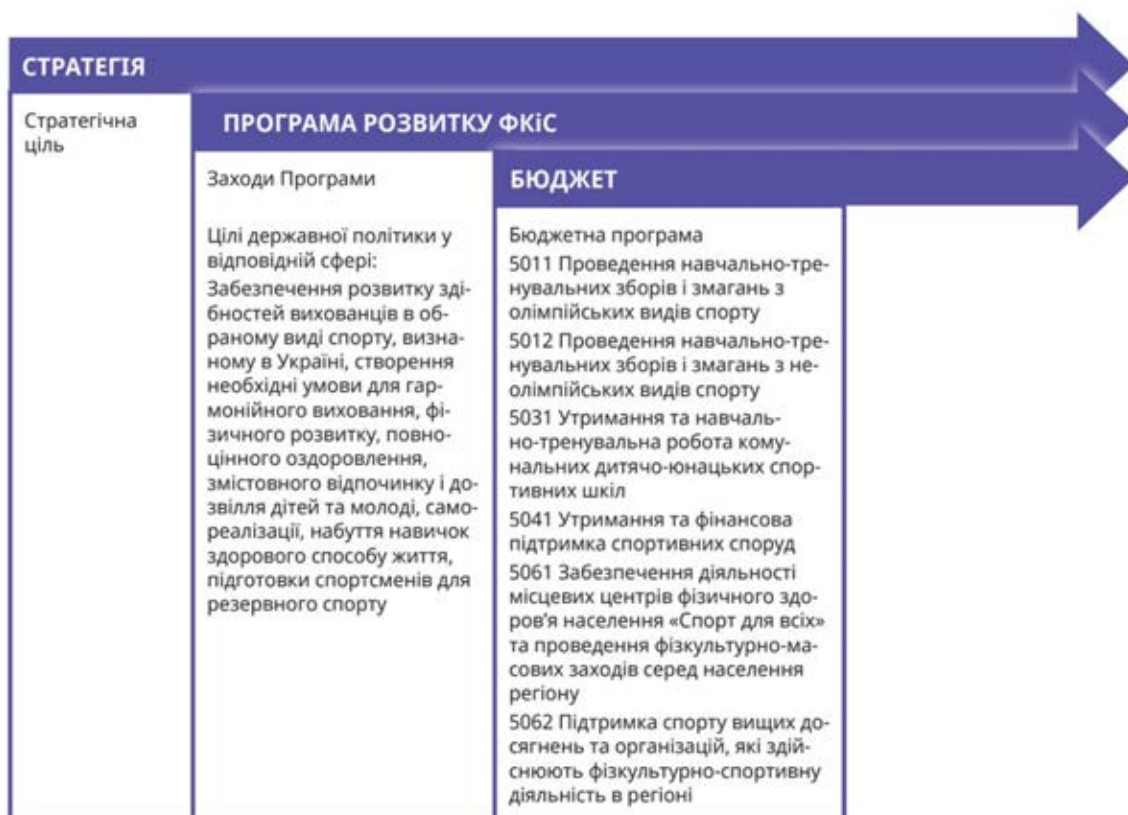 СТРАТЕГІЯ
Стратегічна
ціль
ПРОГРАМА РОЗВИТКУ ФКіС
Заходи Програми
Цілі державної політики у
відповідній сфері:
Забезпечення розвитку зді-
бностей вихованців в об-
раному виді спорту, визна-
ному в Україні, створення
необхідні умови для гар-
монійного виховання, фі-
зичного розвитку, повно-
цінного оздоровлення,
змістовного відпочинку і до-
звілля дітей та молоді, само-
реалізації, набуття навичок
здорового способу життя,
підготовки спортсменів для
резервного спорту
БЮДЖЕТ
Бюджетна програма
5011 Проведення навчально-тре-
нувальних зборів і змагань з
олімпійських видів спорту
5012 Проведення навчально-тре-
нувальних зборів і змагань з не-
олімпійських видів спорту
5031 Утримання та навчаль-
но-тренувальна робота кому-
нальних дитячо-юнацьких спор-
тивних шкіл
5041 Утримання та фінансова
підтримка спортивних споруд
5061 Забезпечення діяльності
місцевих центрів фізичного здо-
ров’я населення «Спорт для всіх»
та проведення фізкультурно-ма-
сових заходів серед населення
регіону
5062 Підтримка спорту вищих до-
сягнень та організацій, які здій-
снюють фізкультурно-спортивну
діяльність в регіоні